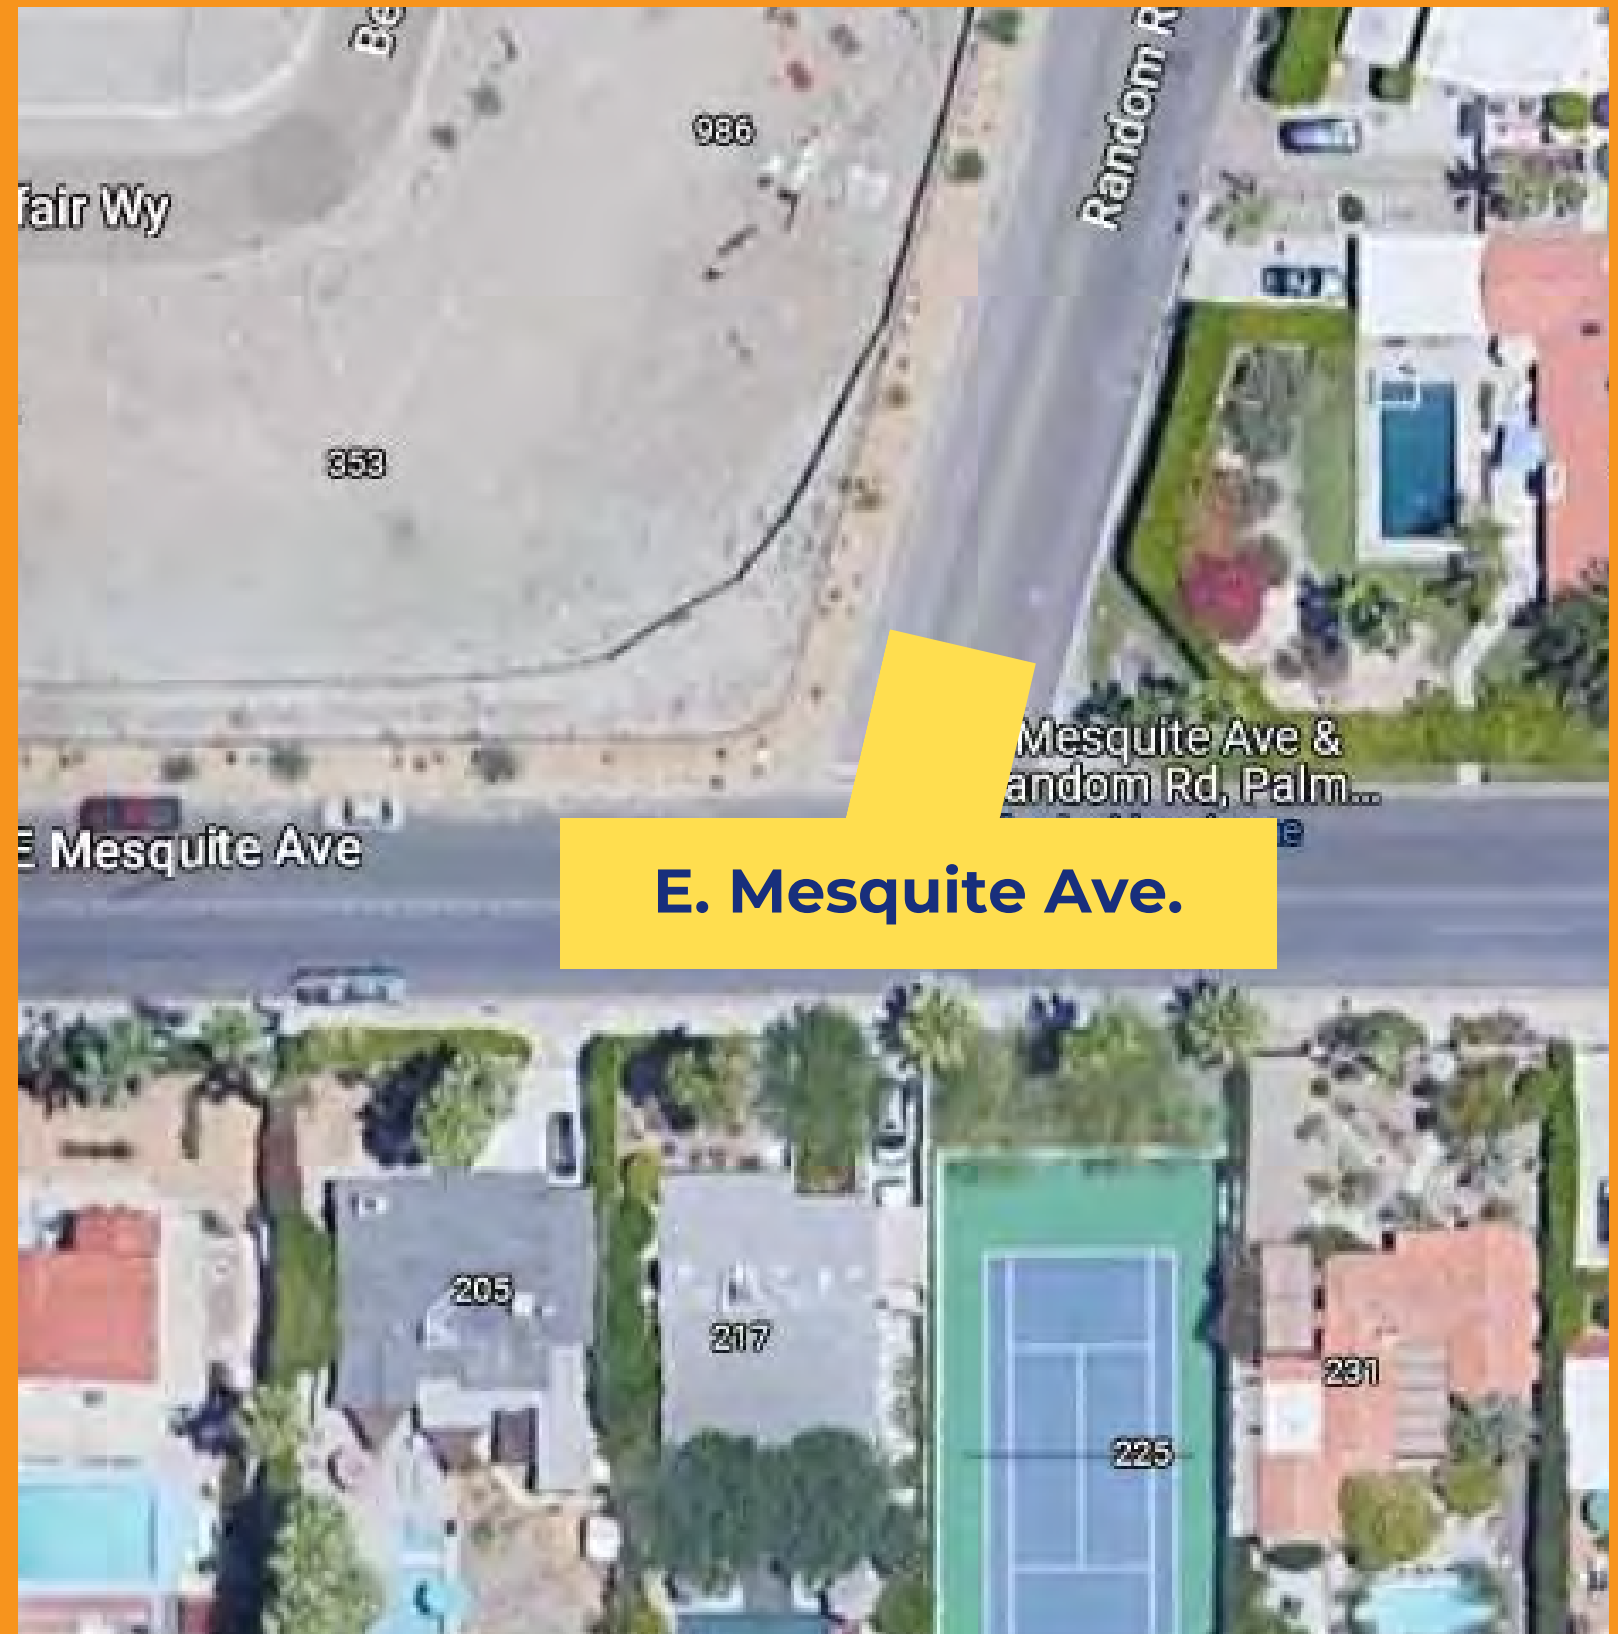 Be
Random R
986
fair Wy
353
Mesquite Ave &
andom Rd, Palm...
E Mesquite Ave
E. Mesquite Ave.
205
217
231
225